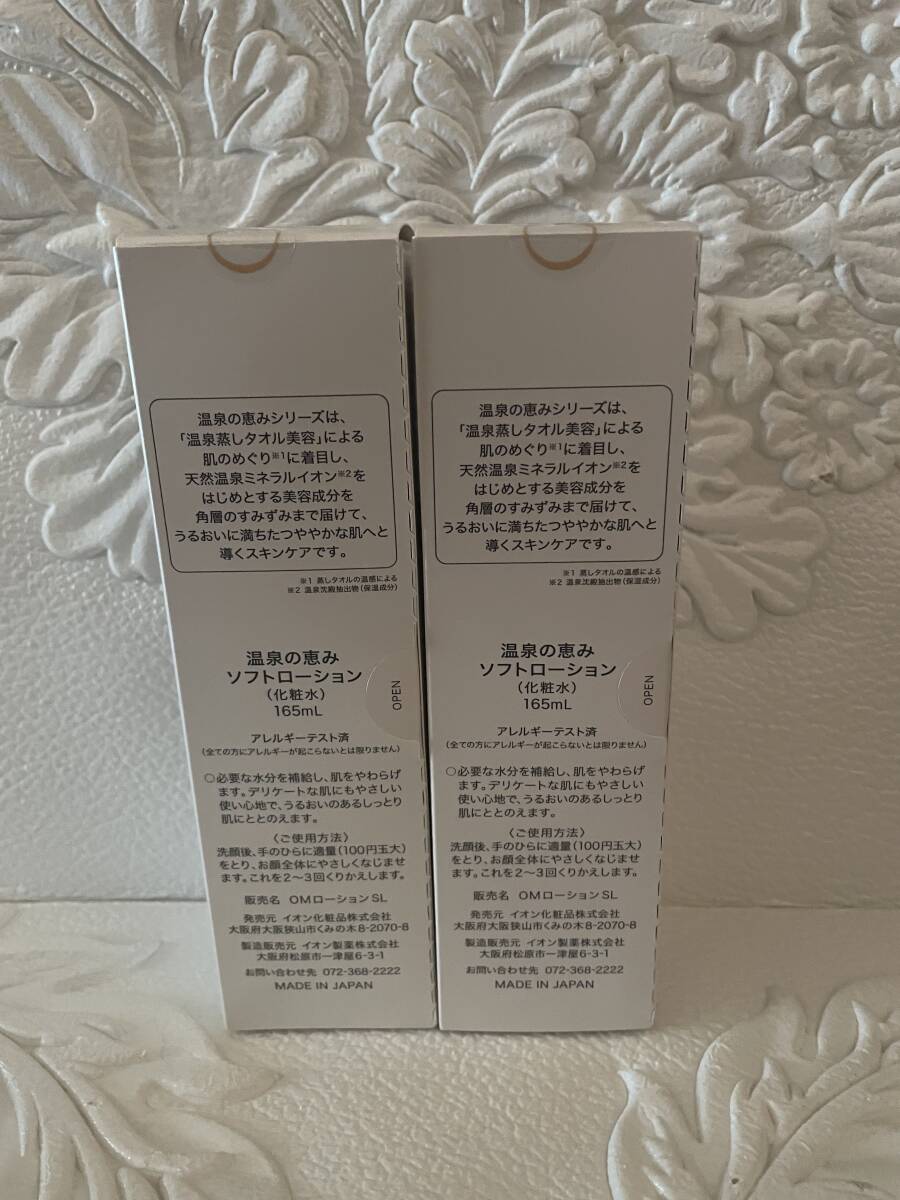 温泉の恵みシリーズは、
「温泉蒸しタオル美容」による
肌のめぐり※1に着目し、
天然温泉ミネラルイオン※2を
はじめとする美容成分を
角層のすみずみまで届けて、
うるおいに満ちたつややかな肌へと
導くスキンケアです。
※1 蒸しタオルの温感による
※2 温泉沈殿抽出物（保湿成分）
温泉の恵み
ソフトローション
（化粧水）
165mL
OPEN
アレルギーテスト済
（全ての方にアレルギーが起こらないとは限りません）
○必要な水分を補給し、肌をやわらげ
ます。デリケートな肌にもやさしい
使い心地で、うるおいのあるしっとり
肌にととのえます。
〈ご使用方法〉
洗顔後、手のひらに適量（100円玉大）
をとり、お顔全体にやさしくなじませ
ます。これを2～3回くりかえします。
販売名 OMローションSL
発売元 イオン化粧品株式会社
大阪府大阪狭山市くみの木8-2070-8
製造販売元 イオン製薬株式会社
大阪府松原市一津屋6-3-1
お問い合わせ先 072-368-2222
MADE IN JAPAN
温泉の恵みシリーズは、
「温泉蒸しタオル美容」による
肌のめぐり※1に着目し、
天然温泉ミネラルイオン※2を
はじめとする美容成分を
角層のすみずみまで届けて、
うるおいに満ちたつややかな肌へと
導くスキンケアです。
※1 蒸しタオルの温感による
※2 温泉沈殿抽出物（保湿成分）
温泉の恵み
ソフトローション
（化粧水）
165mL
OPEN
アレルギーテスト済
（全ての方にアレルギーが起こらないとは限りません）
○必要な水分を補給し、肌をやわらげ
ます。デリケートな肌にもやさしい
使い心地で、うるおいのあるしっとり
肌にととのえます。
〈ご使用方法〉
洗顔後、手のひらに適量（100円玉大）
をとり、お顔全体にやさしくなじませ
ます。これを2～3回くりかえします。
販売名 OMローションSL
発売元 イオン化粧品株式会社
大阪府大阪狭山市くみの木8-2070-8
製造販売元 イオン製薬株式会社
大阪府松原市一津屋6-3-1
お問い合わせ先 072-368-2222
MADE IN JAPAN